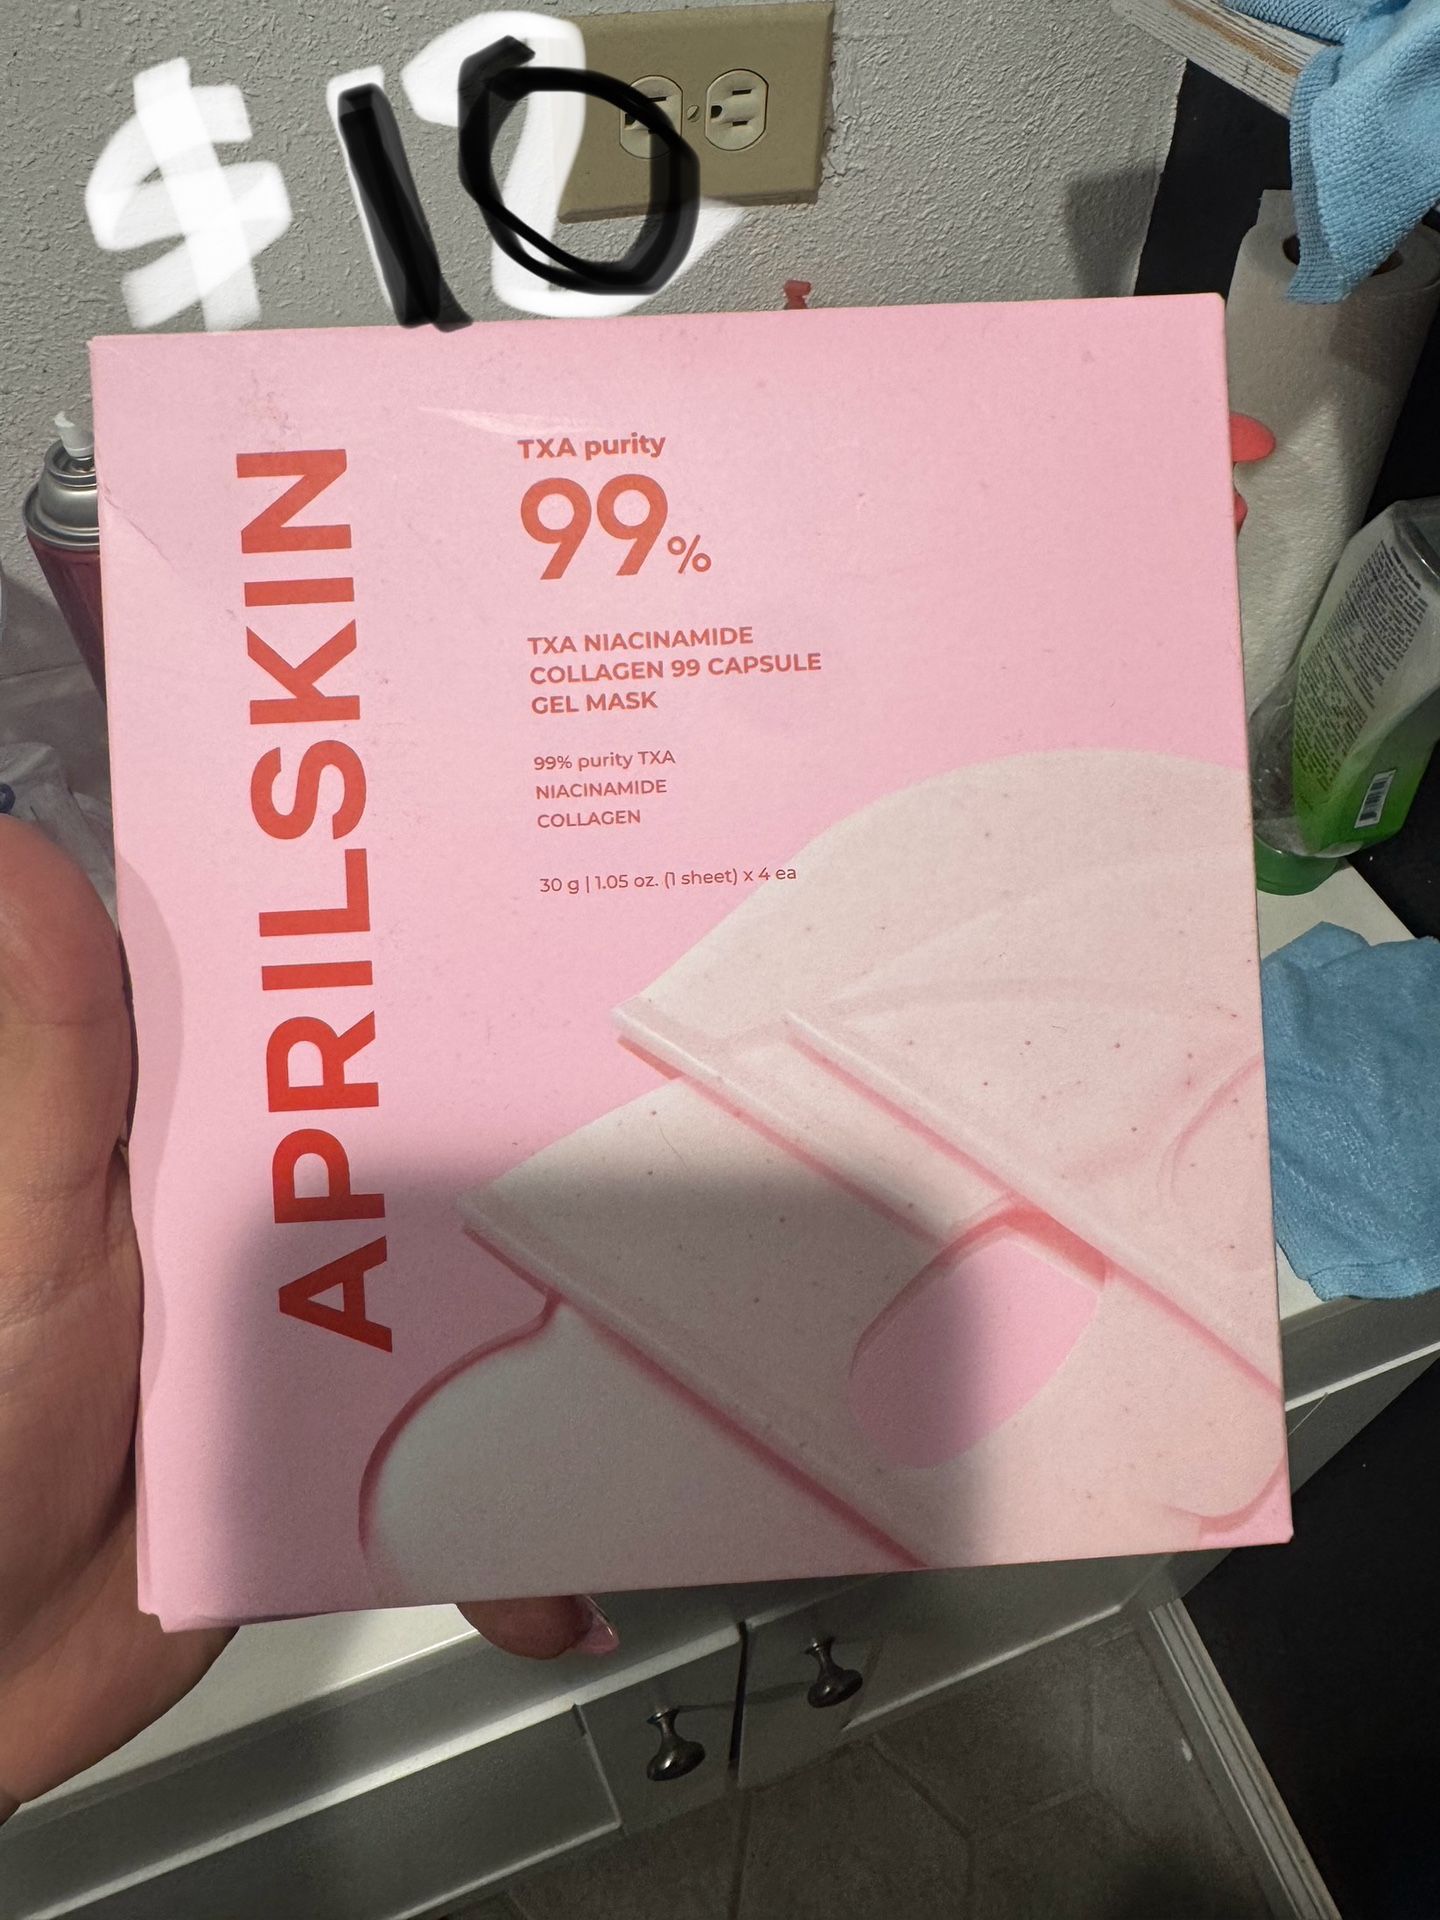 $10
APRILSKIN
TXA purity
99%
TXA NIACINAMIDE
COLLAGEN 99 CAPSULE
GEL MASK
99% purity TXA
NIACINAMIDE
COLLAGEN
30 g | 1.05 oz. (1 sheet) x 4 ea